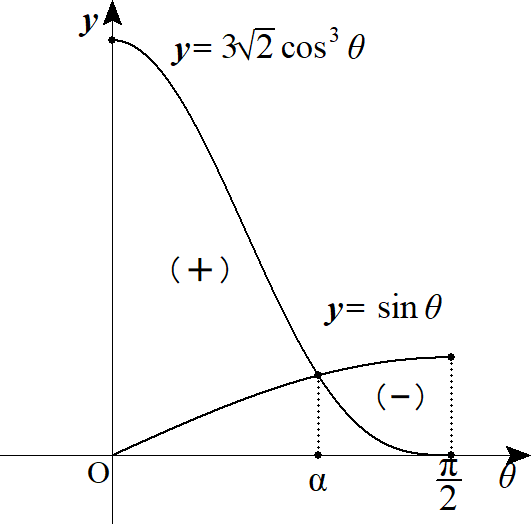 y
y= 3√2 cos³ θ
(+)
y= sin θ
(−)
O
α
π/2
θ